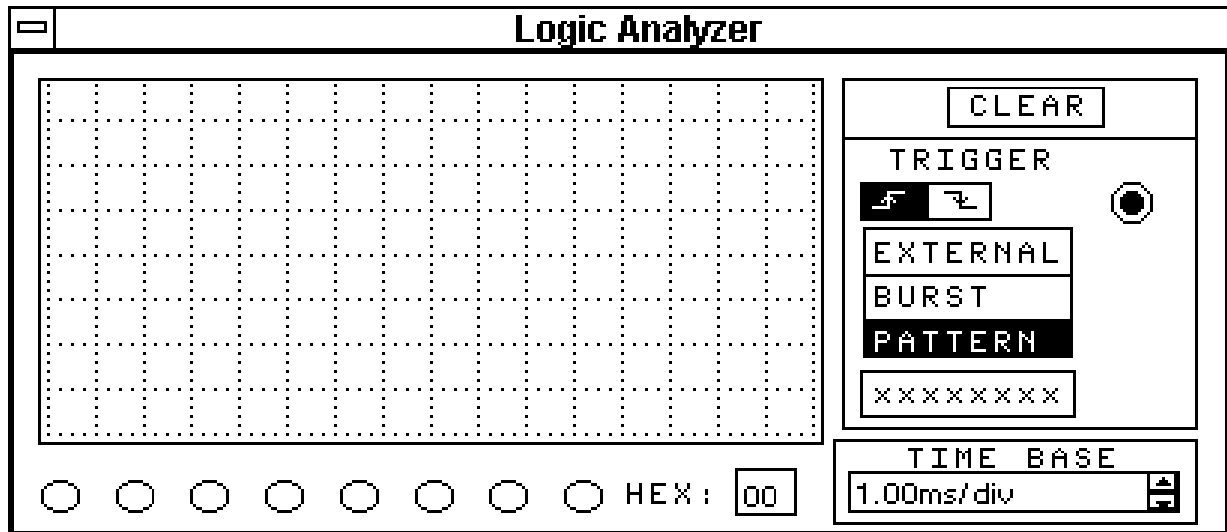 Logic Analyzer
CLEAR
TRIGGER
EXTERNAL
BURST
PATTERN
xxxxxxxx
HEX: 00
TIME BASE
1.00ms/div